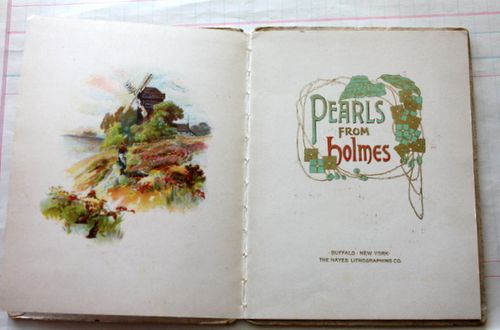 PEARLS
FROM
holmes
BUFFALO · NEW YORK·
THE HAYES LITHOGRAPHING CO.